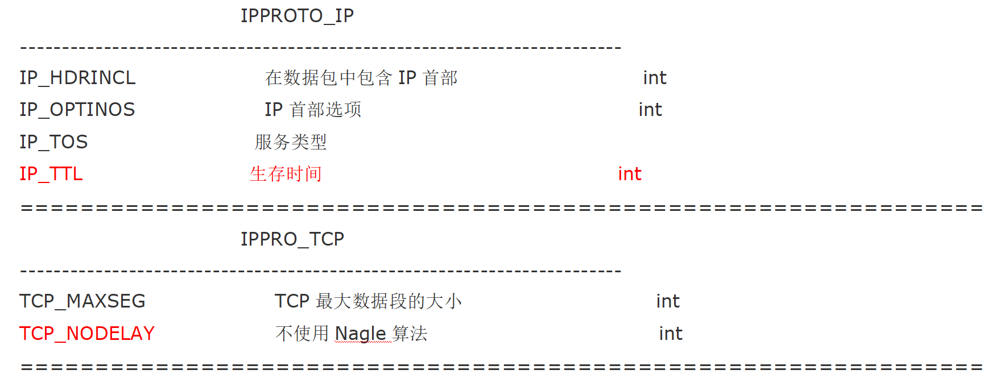 IPPROTO_IP
------------------------------------------------------------------------
IP_HDRINCL 在数据包中包含 IP 首部 int
IP_OPTINOS IP 首部选项 int
IP_TOS 服务类型
IP_TTL 生存时间 int
================================================================
IPPRO_TCP
------------------------------------------------------------------------
TCP_MAXSEG TCP 最大数据段的大小 int
TCP_NODELAY 不使用 Nagle 算法 int
================================================================